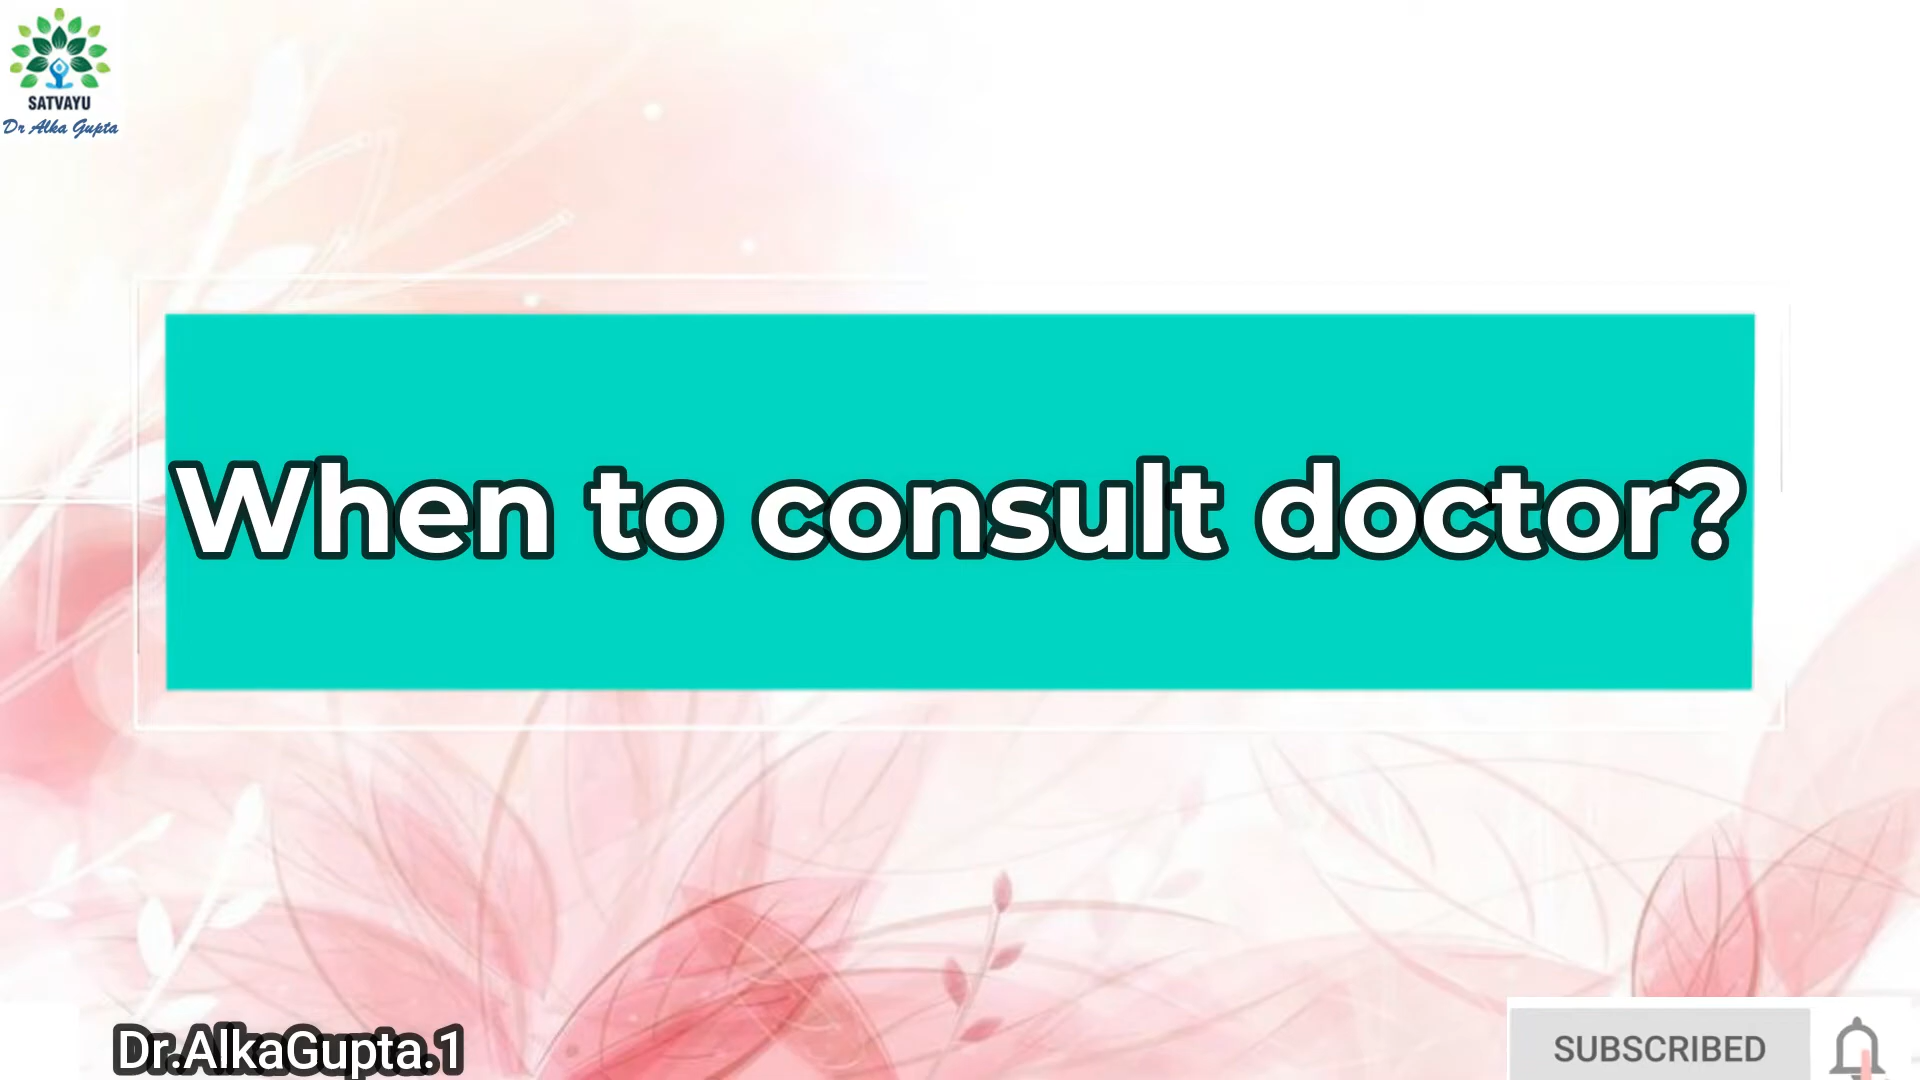 SATVAYU
Dr Alka Gupta
When to consult doctor?
Dr.AlkaGupta.1
SUBSCRIBED